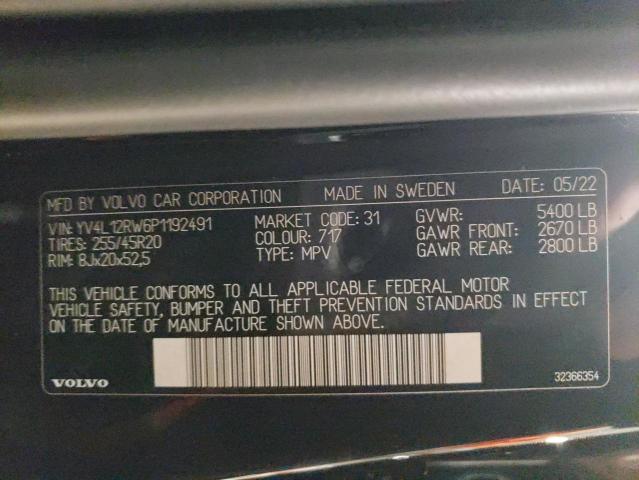 MFD BY VOLVO CAR CORPORATION MADE IN SWEDEN DATE: 05/22
VIN: YV4L12RW6P1192491 MARKET CODE: 31 GVWR: 5400 LB
TIRES: 255/45R20 COLOUR: 717 GAWR FRONT: 2670 LB
RIM: 8Jx20x52,5 TYPE: MPV GAWR REAR: 2800 LB
THIS VEHICLE CONFORMS TO ALL APPLICABLE FEDERAL MOTOR
VEHICLE SAFETY, BUMPER AND THEFT PREVENTION STANDARDS IN EFFECT
ON THE DATE OF MANUFACTURE SHOWN ABOVE.
VOLVO 32366354